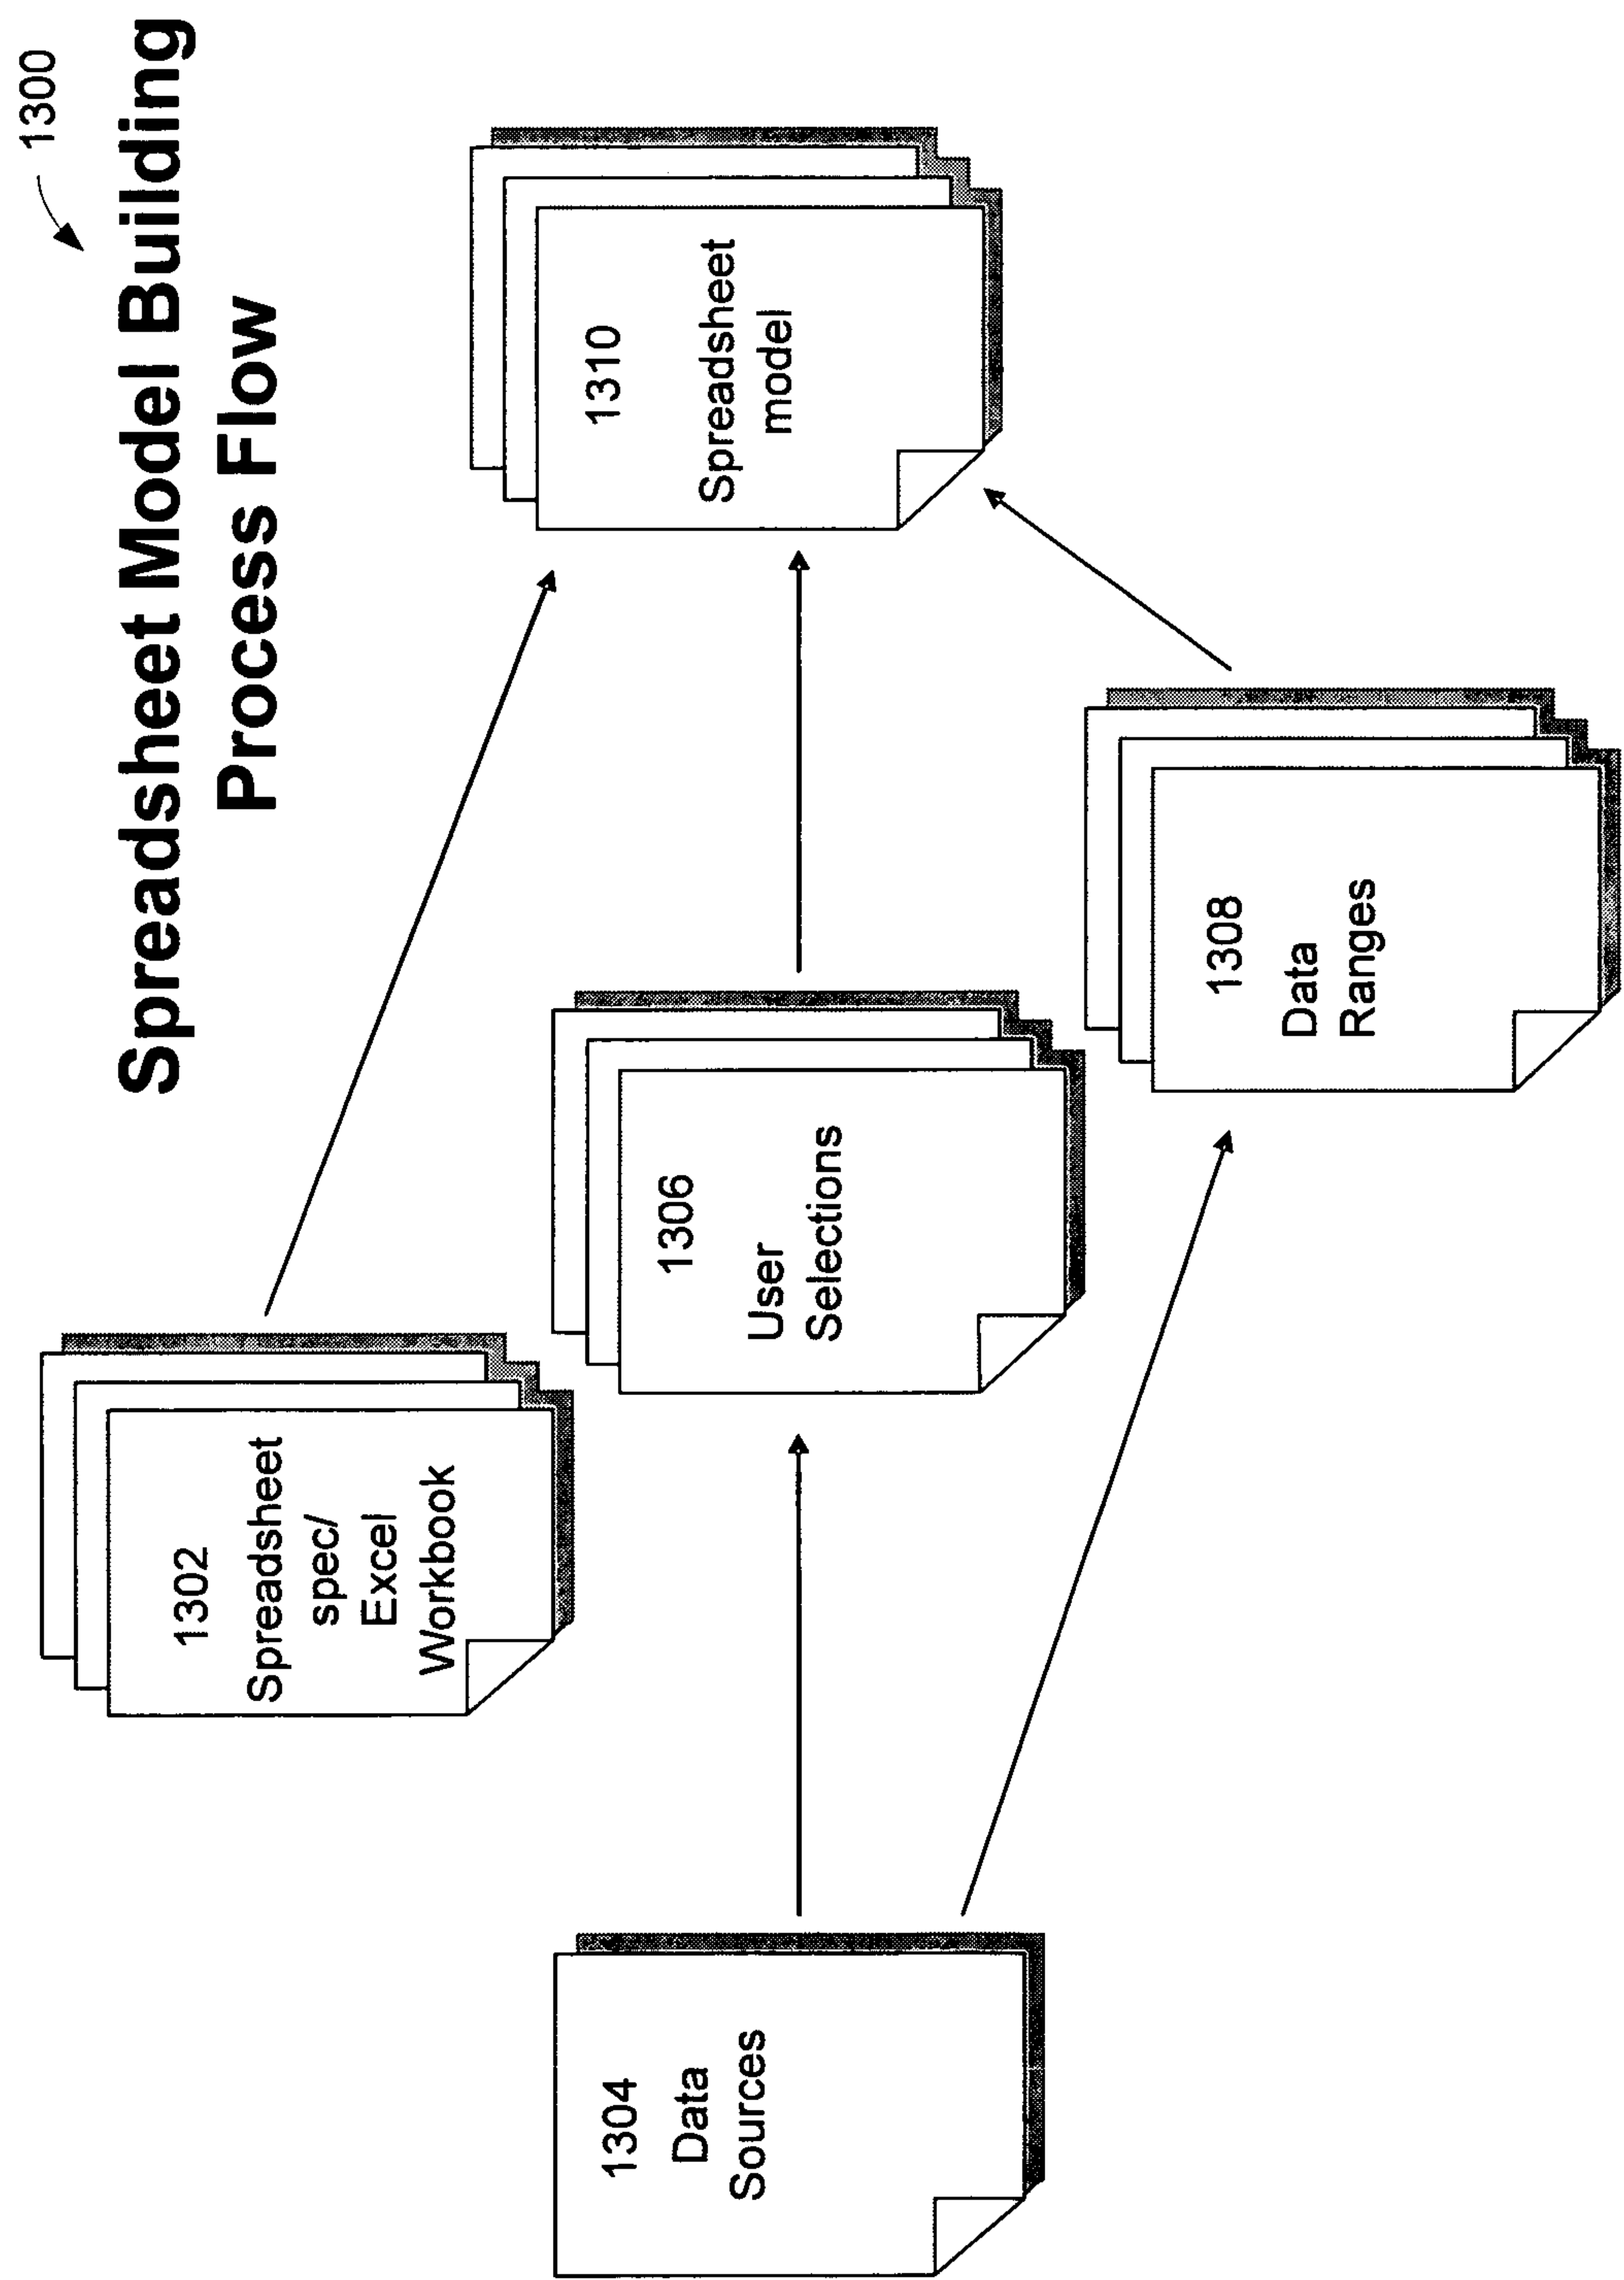 1300
Spreadsheet Model Building
Process Flow
1302
Spreadsheet
spec/
Excel
Workbook
1304
Data
Sources
1306
User
Selections
1308
Data
Ranges
1310
Spreadsheet
model